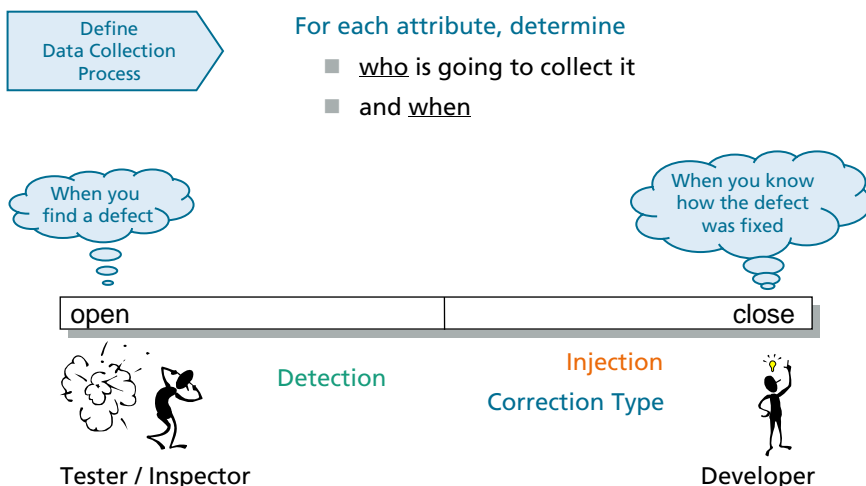 Define
Data Collection
Process
For each attribute, determine
who is going to collect it
and when
When you
find a defect
When you know
how the defect
was fixed
open
close
Detection
Injection
Correction Type
Tester / Inspector
Developer